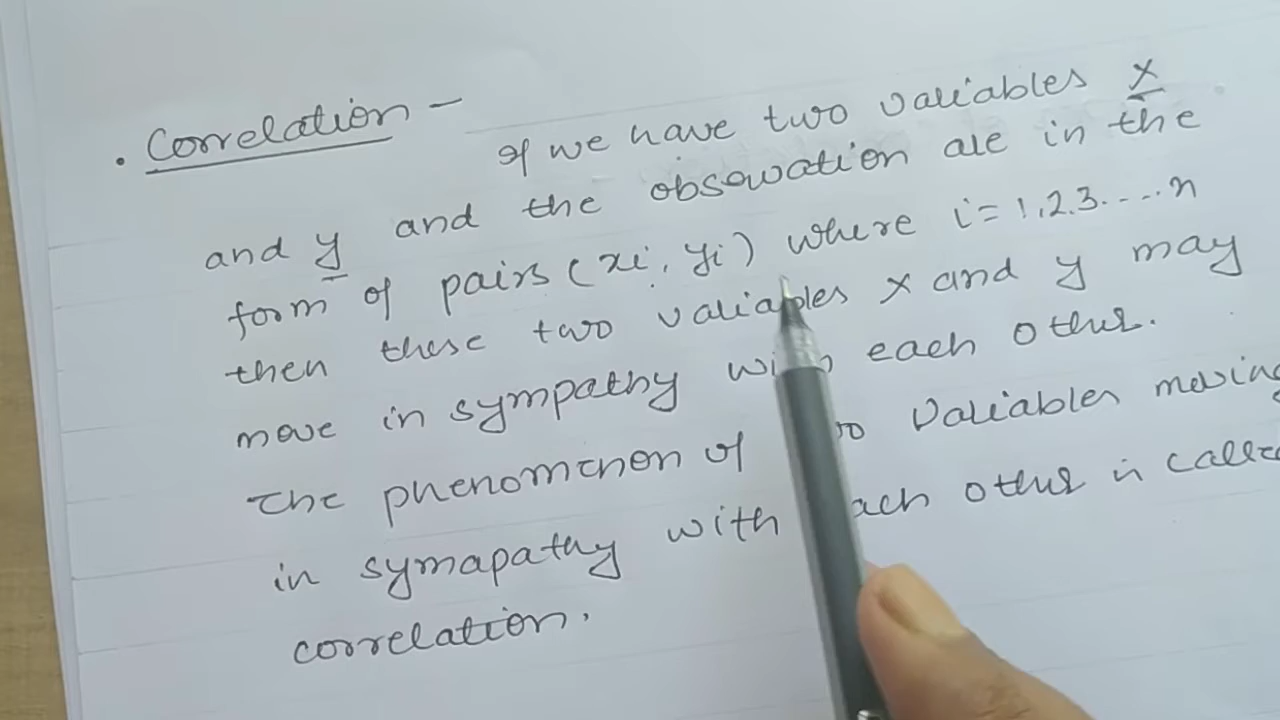 . Correlation -
If we have two variables x
and y and the obsowation are in the
form of pairs (xi, yi) where i = 1,2,3.....n
then these two variables x and y may
move in sympathy with each other.
The phenomenon of variables moving
in symapathy with each other is called
correlation.